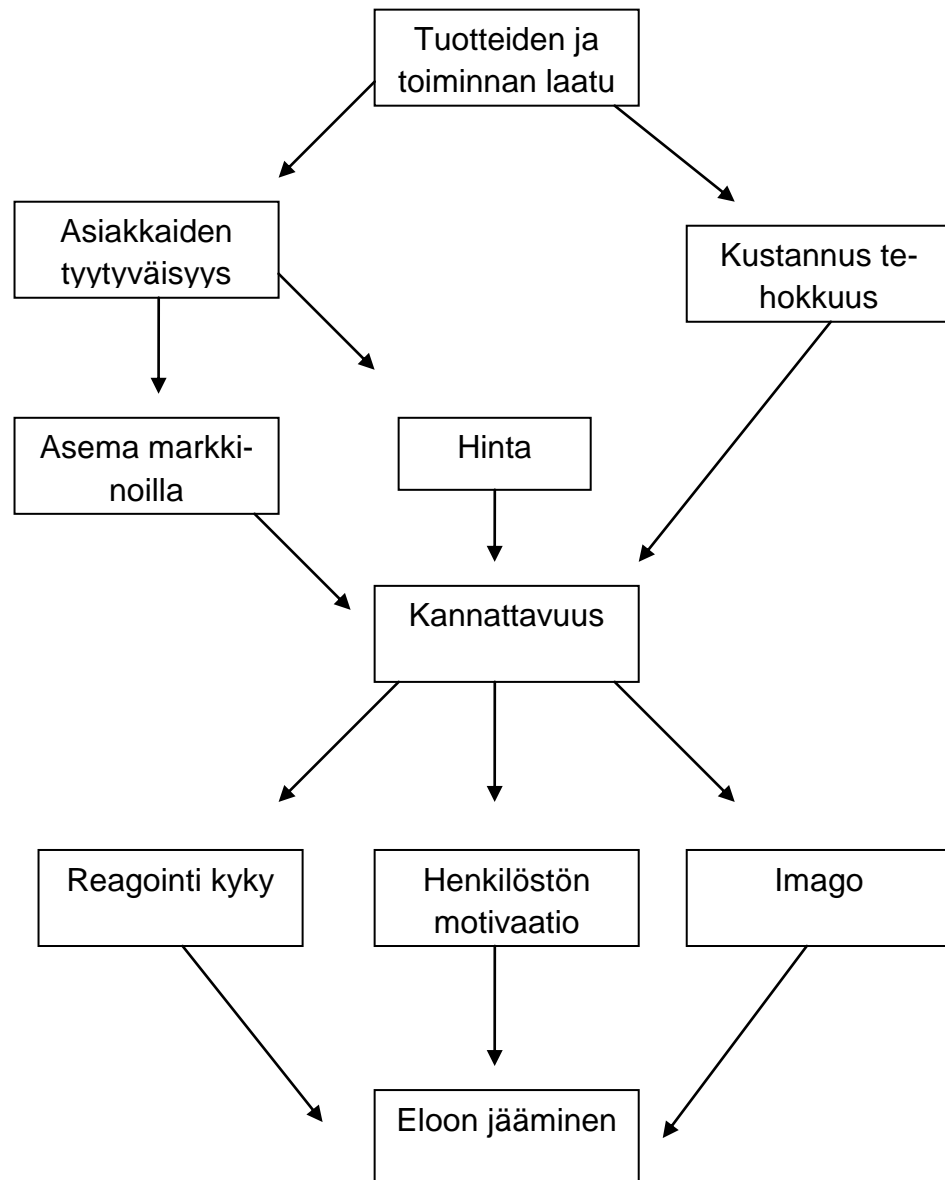 Tuotteiden ja
toiminnan laatu
Asiakkaiden
tyytyväisyys
Kustannus te-
hokkuus
Asema markki-
noilla
Hinta
Kannattavuus
Reagointi kyky
Henkilöstön
motivaatio
Imago
Eloon jääminen